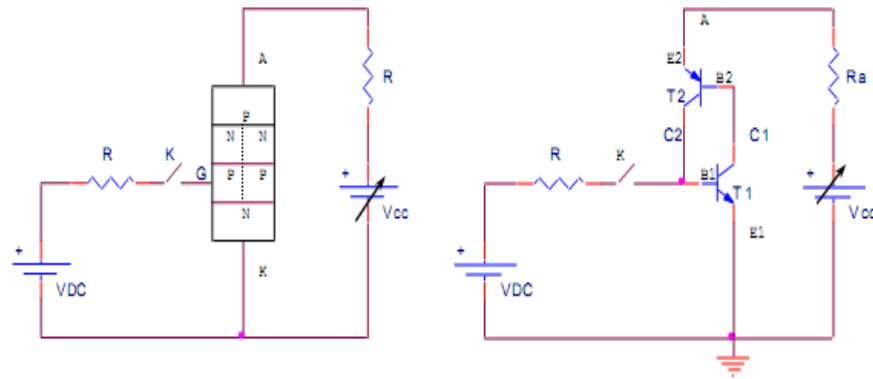 A
R
P
N N
R K G P P
N
+ Vcc
+ VDC
K
A
E2
B2
Ra
T2
C2 C1
R K B1
T1
+ Vcc
E1
+ VDC